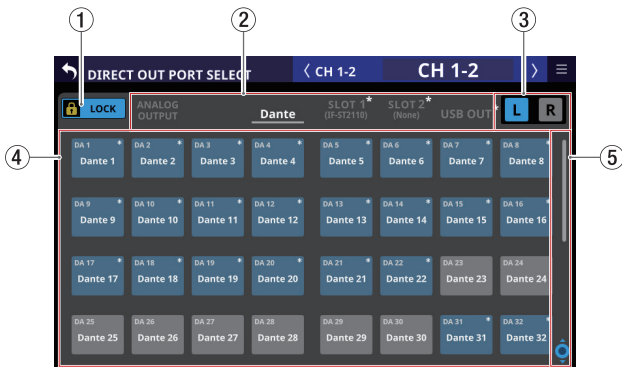 1 2 3
DIRECT OUT PORT SELECT < CH 1-2 CH 1-2 > ≡
LOCK ANALOG OUTPUT Dante SLOT 1* (IF-ST2110) SLOT 2* (None) USB OUT* L R
4 5
DA 1 * DA 2 * DA 3 * DA 4 * DA 5 * DA 6 * DA 7 * DA 8 *
Dante 1 Dante 2 Dante 3 Dante 4 Dante 5 Dante 6 Dante 7 Dante 8
DA 9 * DA 10 * DA 11 * DA 12 * DA 13 * DA 14 * DA 15 * DA 16 *
Dante 9 Dante 10 Dante 11 Dante 12 Dante 13 Dante 14 Dante 15 Dante 16
DA 17 * DA 18 * DA 19 * DA 20 * DA 21 * DA 22 * DA 23 DA 24
Dante 17 Dante 18 Dante 19 Dante 20 Dante 21 Dante 22 Dante 23 Dante 24
DA 25 DA 26 DA 27 DA 28 DA 29 DA 30 DA 31 * DA 32 *
Dante 25 Dante 26 Dante 27 Dante 28 Dante 29 Dante 30 Dante 31 Dante 32